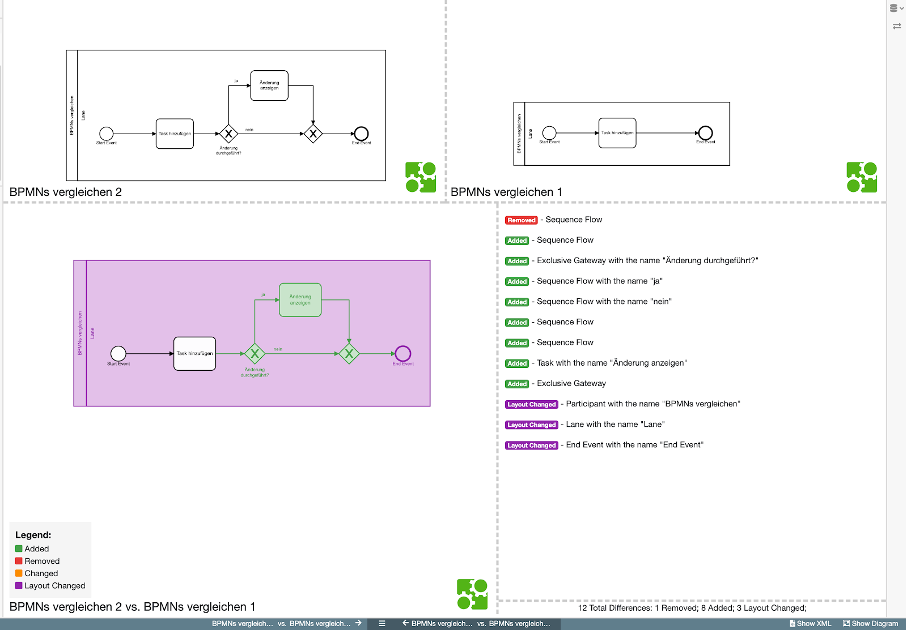 BPMNs vergleichen
Lane
Start Event
Task hinzufügen
ja
nein
Änderung
durchgeführt?
Änderung
anzeigen
End Event
BPMNs vergleichen 2
BPMNs vergleichen
Lane
Start Event
Task hinzufügen
End Event
BPMNs vergleichen 1
BPMNs vergleichen
Lane
Start Event
Task hinzufügen
ja
nein
Änderung
durchgeführt?
Änderung
anzeigen
End Event
Legend:
Added
Removed
Changed
Layout Changed
BPMNs vergleichen 2 vs. BPMNs vergleichen 1
Removed - Sequence Flow
Added - Sequence Flow
Added - Exclusive Gateway with the name "Änderung durchgeführt?"
Added - Sequence Flow with the name "ja"
Added - Sequence Flow with the name "nein"
Added - Sequence Flow
Added - Sequence Flow
Added - Task with the name "Änderung anzeigen"
Added - Exclusive Gateway
Layout Changed - Participant with the name "BPMNs vergleichen"
Layout Changed - Lane with the name "Lane"
Layout Changed - End Event with the name "End Event"
12 Total Differences: 1 Removed; 8 Added; 3 Layout Changed;
BPMNs vergleich... vs. BPMNs vergleich... → ☰ ← BPMNs vergleich... vs. BPMNs vergleich... Show XML Show Diagram